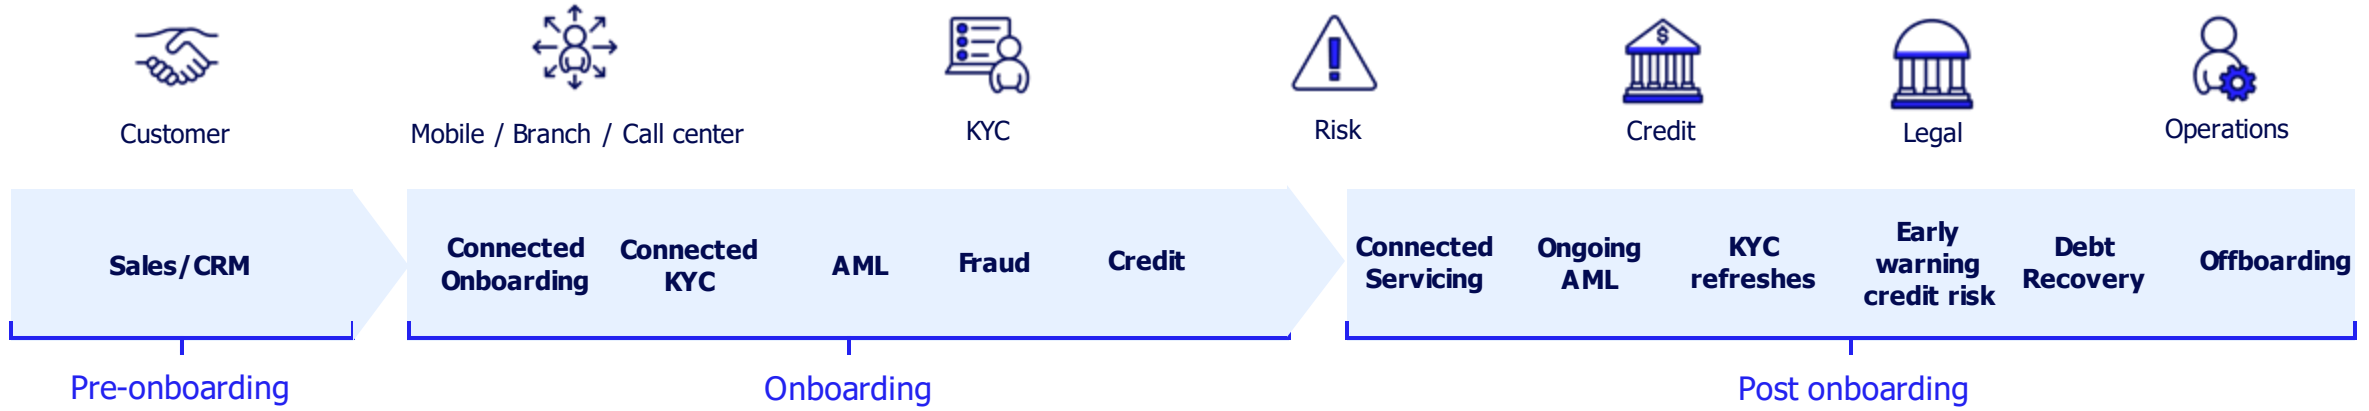 Customer
Mobile / Branch / Call center
KYC
Risk
Credit
Legal
Operations
Sales/CRM
Connected
Onboarding
Connected
KYC
AML
Fraud
Credit
Connected
Servicing
Ongoing
AML
KYC
refreshes
Early
warning
credit risk
Debt
Recovery
Offboarding
Pre-onboarding
Onboarding
Post onboarding